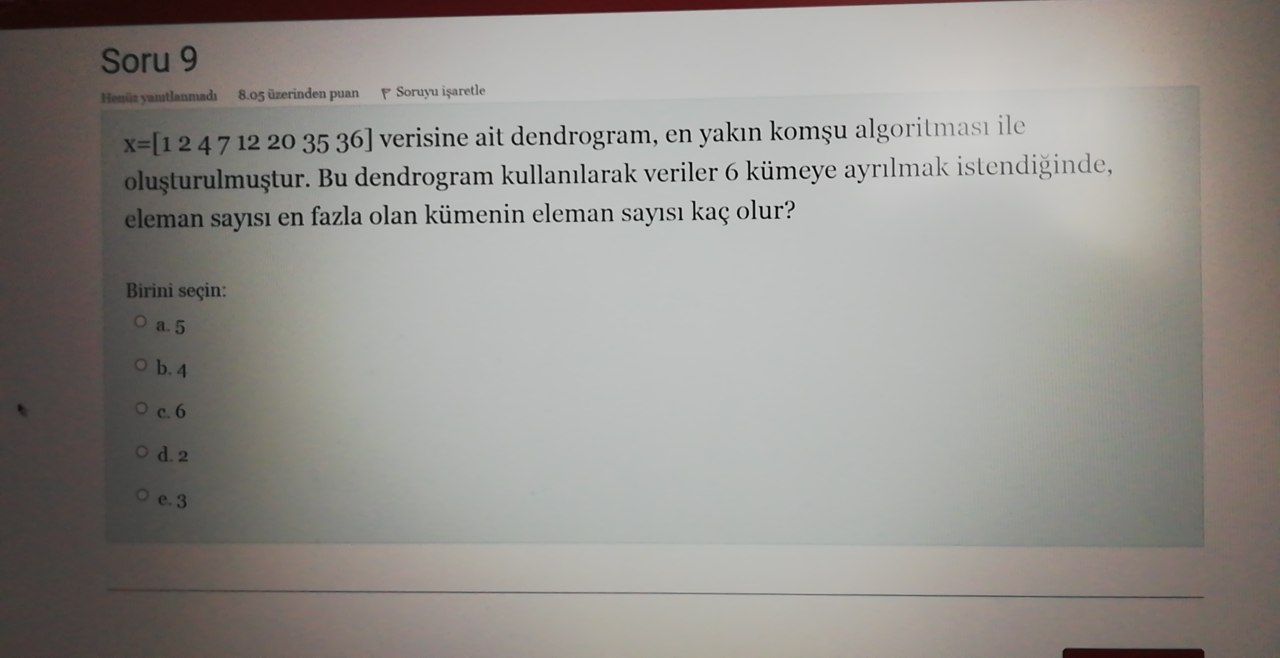 Soru 9
Henüz yanıtlanmadı 8.05 üzerinden puan Soruyu işaretle
x=[1 2 4 7 12 20 35 36] verisine ait dendrogram, en yakın komşu algoritması ile
oluşturulmuştur. Bu dendrogram kullanılarak veriler 6 kümeye ayrılmak istendiğinde,
eleman sayısı en fazla olan kümenin eleman sayısı kaç olur?
Birini seçin:
a. 5
b. 4
c. 6
d. 2
e. 3